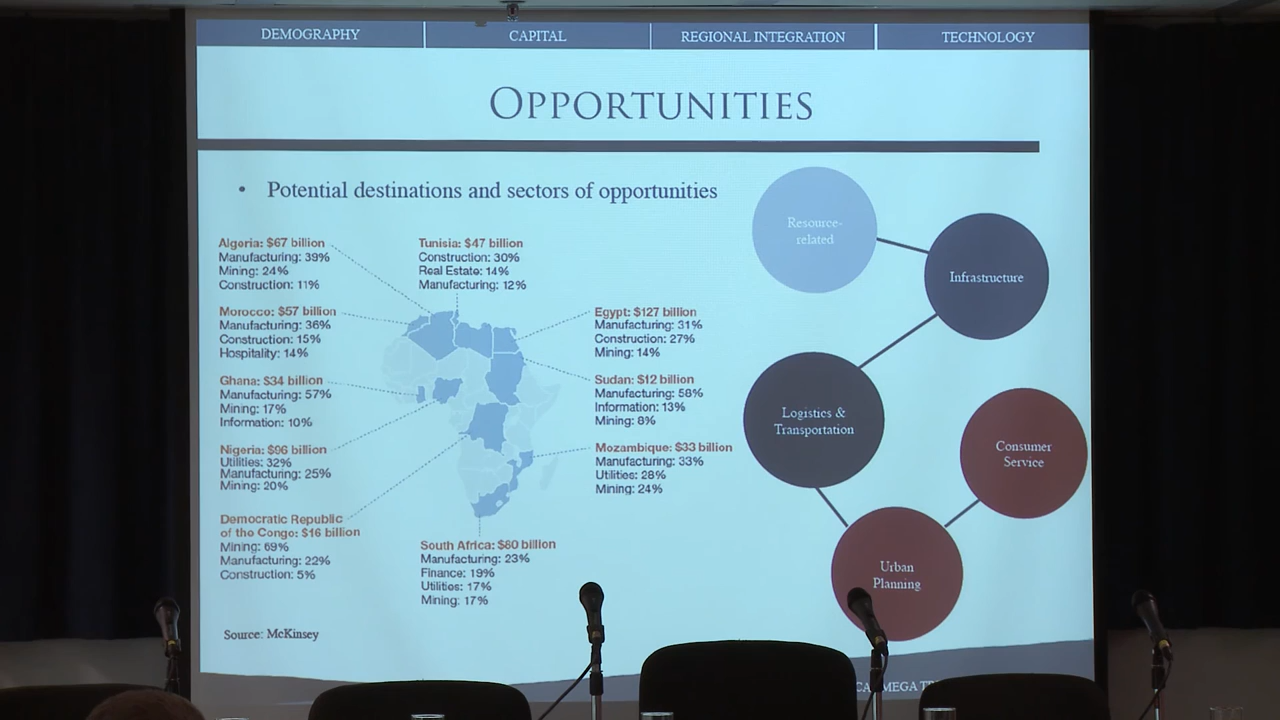 DEMOGRAPHY
CAPITAL
REGIONAL INTEGRATION
TECHNOLOGY
OPPORTUNITIES
• Potential destinations and sectors of opportunities
Algeria: $67 billion
Manufacturing: 39%
Mining: 24%
Construction: 11%
Tunisia: $47 billion
Construction: 30%
Real Estate: 14%
Manufacturing: 12%
Morocco: $57 billion
Manufacturing: 36%
Construction: 15%
Hospitality: 14%
Egypt: $127 billion
Manufacturing: 31%
Construction: 27%
Mining: 14%
Ghana: $34 billion
Manufacturing: 57%
Mining: 17%
Information: 10%
Sudan: $12 billion
Manufacturing: 58%
Information: 13%
Mining: 8%
Nigeria: $96 billion
Utilities: 32%
Manufacturing: 25%
Mining: 20%
Mozambique: $33 billion
Manufacturing: 33%
Utilities: 28%
Mining: 24%
Democratic Republic
of the Congo: $16 billion
Mining: 69%
Manufacturing: 22%
Construction: 5%
South Africa: $80 billion
Manufacturing: 23%
Finance: 19%
Utilities: 17%
Mining: 17%
Source: McKinsey
Resource-
related
Infrastructure
Logistics &
Transportation
Consumer
Service
Urban
Planning
MEGA